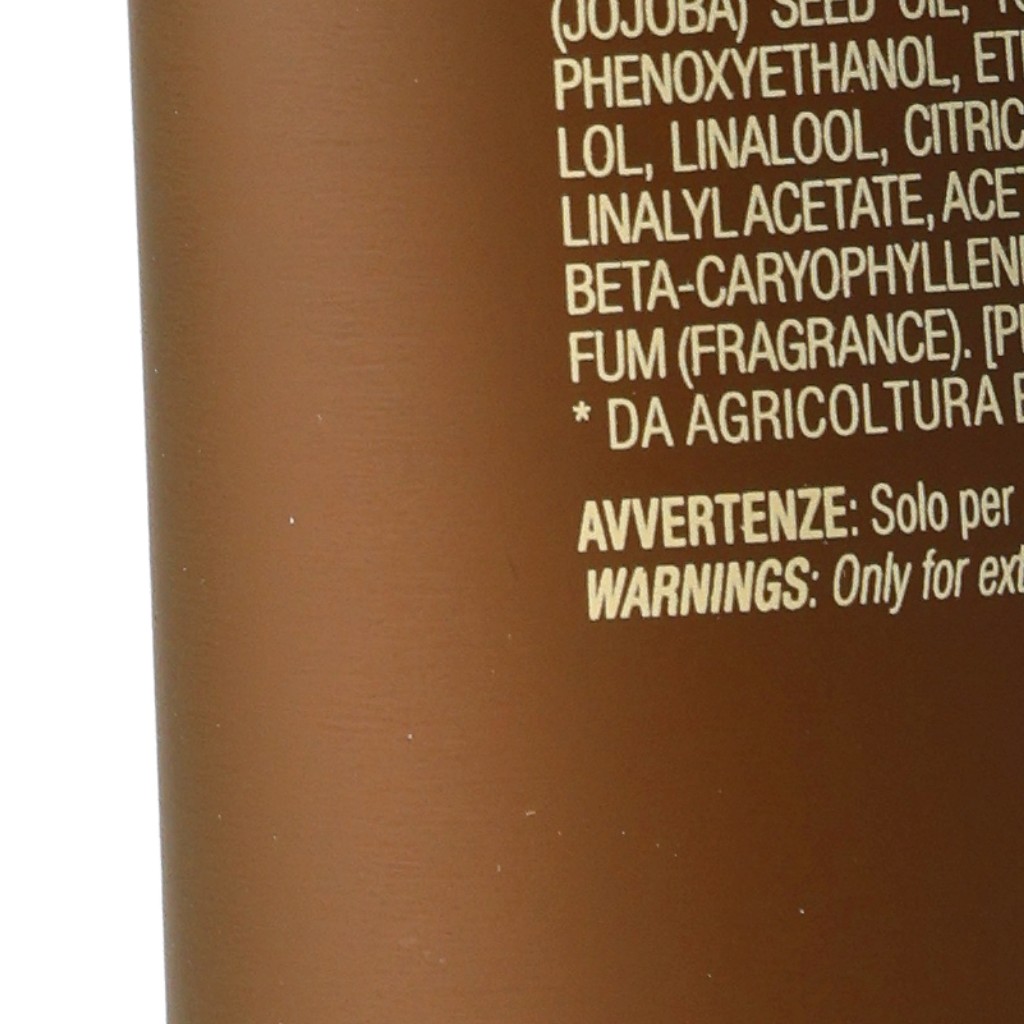 (JOJOBA) SEED OIL,
PHENOXYETHANOL,
LOL, LINALOOL, CITRIC
LINALYL ACETATE,
BETA-CARYOPHYLLENE
FUM (FRAGRANCE).
* DA AGRICOLTURA
AVVERTENZE: Solo per
WARNINGS: Only for